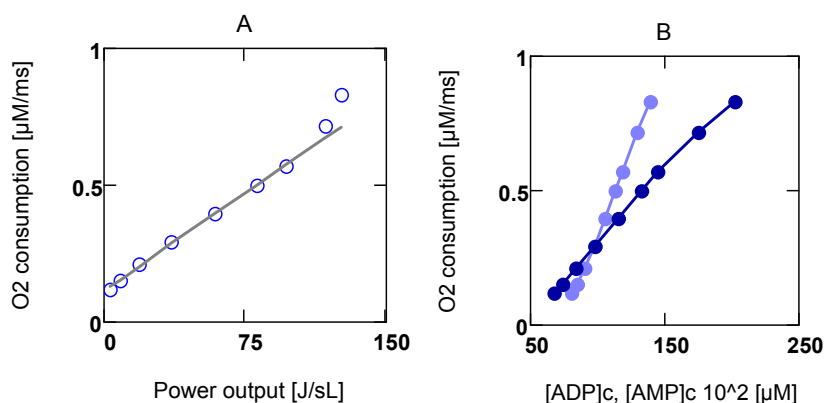 A
O2 consumption [µM/ms]
1
0.5
0
0
75
150
Power output [J/sL]
B
O2 consumption [µM/ms]
1
0.5
0
50
150
250
[ADP]c, [AMP]c 10^2 [µM]